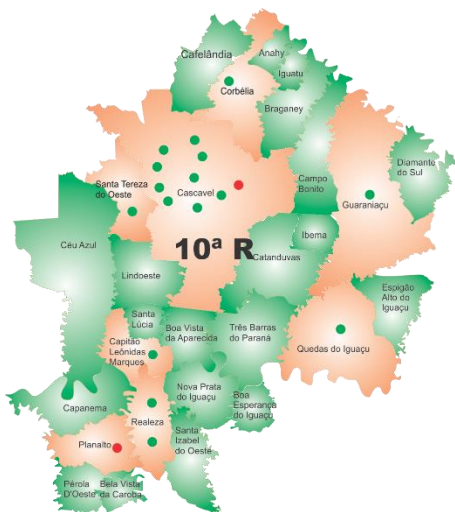 Cafelândia
Anahy
Iguatu
Corbélia
Braganey
Diamante
do Sul
Campo
Bonito
Santa Tereza
do Oeste
Cascavel
Guaraniaçu
Ibema
Céu Azul
10ª R
Catanduvas
Lindoeste
Espigão
Alto do
Iguaçu
Santa
Lúcia
Boa Vista
da Aparecida
Três Barras
do Paraná
Capitão
Leônidas
Marques
Quedas do Iguaçu
Nova Prata
do Iguaçu
Boa
Esperança
do Iguaçu
Capanema
Realeza
Santa
Izabel
do Oeste
Planalto
Pérola
D'Oeste
Bela Vista
da Caroba